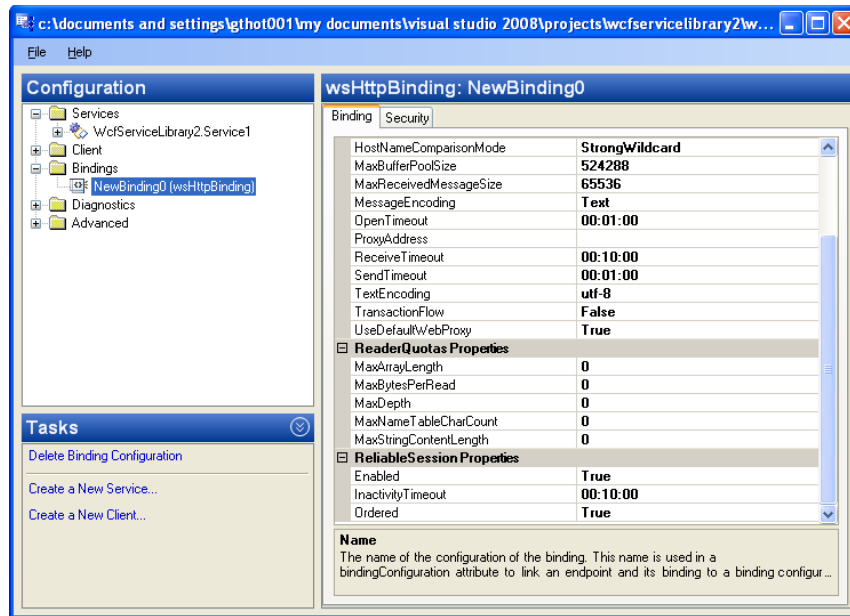 c:\documents and settings\gthot001\my documents\visual studio 2008\projects\wcfservicelibrary2\w...
File Help
Configuration
Services
WcfServiceLibrary2.Service1
Client
Bindings
NewBinding0 (wsHttpBinding)
Diagnostics
Advanced
Tasks
Delete Binding Configuration
Create a New Service...
Create a New Client...
wsHttpBinding: NewBinding0
Binding Security
HostNameComparisonMode StrongWildcard
MaxBufferPoolSize 524288
MaxReceivedMessageSize 65536
MessageEncoding Text
OpenTimeout 00:01:00
ProxyAddress
ReceiveTimeout 00:10:00
SendTimeout 00:01:00
TextEncoding utf-8
TransactionFlow False
UseDefaultWebProxy True
ReaderQuotas Properties
MaxArrayLength 0
MaxBytesPerRead 0
MaxDepth 0
MaxNameTableCharCount 0
MaxStringContentLength 0
ReliableSession Properties
Enabled True
InactivityTimeout 00:10:00
Ordered True
Name
The name of the configuration of the binding. This name is used in a
bindingConfiguration attribute to link an endpoint and its binding to a binding configur...